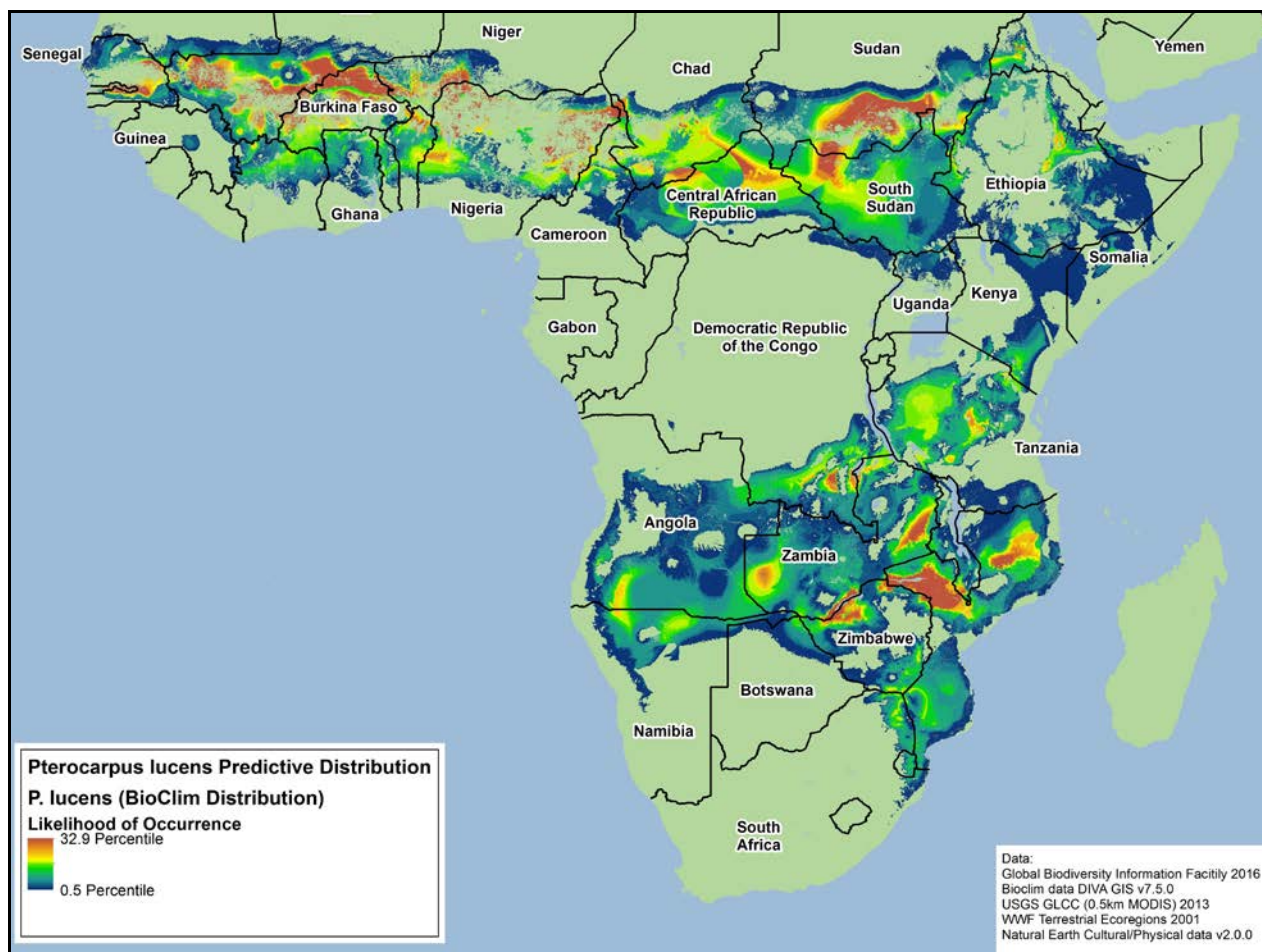 Niger
Senegal
Sudan
Yemen
Chad
Burkina Faso
Guinea
Ethiopia
South
Sudan
Central African
Republic
Ghana
Nigeria
Cameroon
Somalia
Uganda
Kenya
Gabon
Democratic Republic
of the Congo
Tanzania
Angola
Zambia
Zimbabwe
Botswana
Namibia
South
Africa
Pterocarpus lucens Predictive Distribution
P. lucens (BioClim Distribution)
Likelihood of Occurrence
32.9 Percentile
0.5 Percentile
Data:
Global Biodiversity Information Facitily 2016
Bioclim data DIVA GIS v7.5.0
USGS GLCC (0.5km MODIS) 2013
WWF Terrestrial Ecoregions 2001
Natural Earth Cultural/Physical data v2.0.0